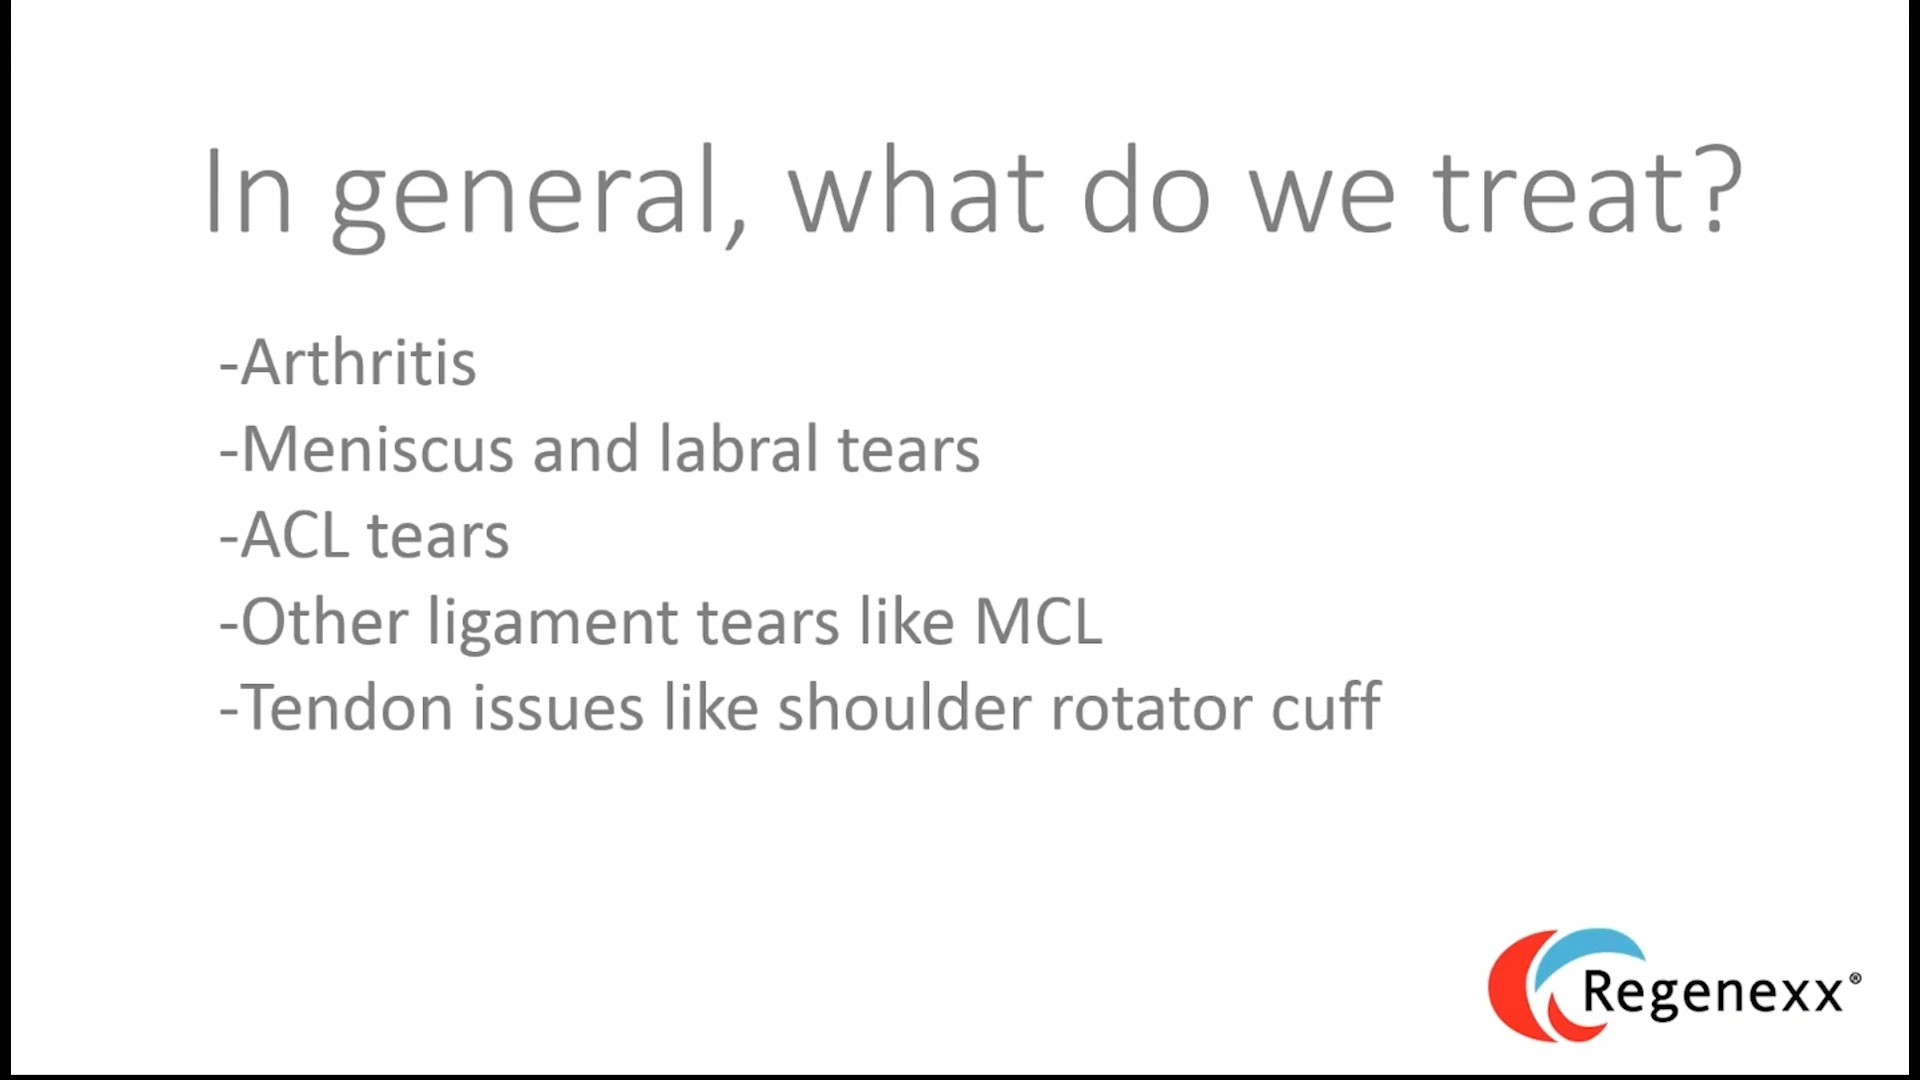 In general, what do we treat?
-Arthritis
-Meniscus and labral tears
-ACL tears
-Other ligament tears like MCL
-Tendon issues like shoulder rotator cuff
Regenexx®